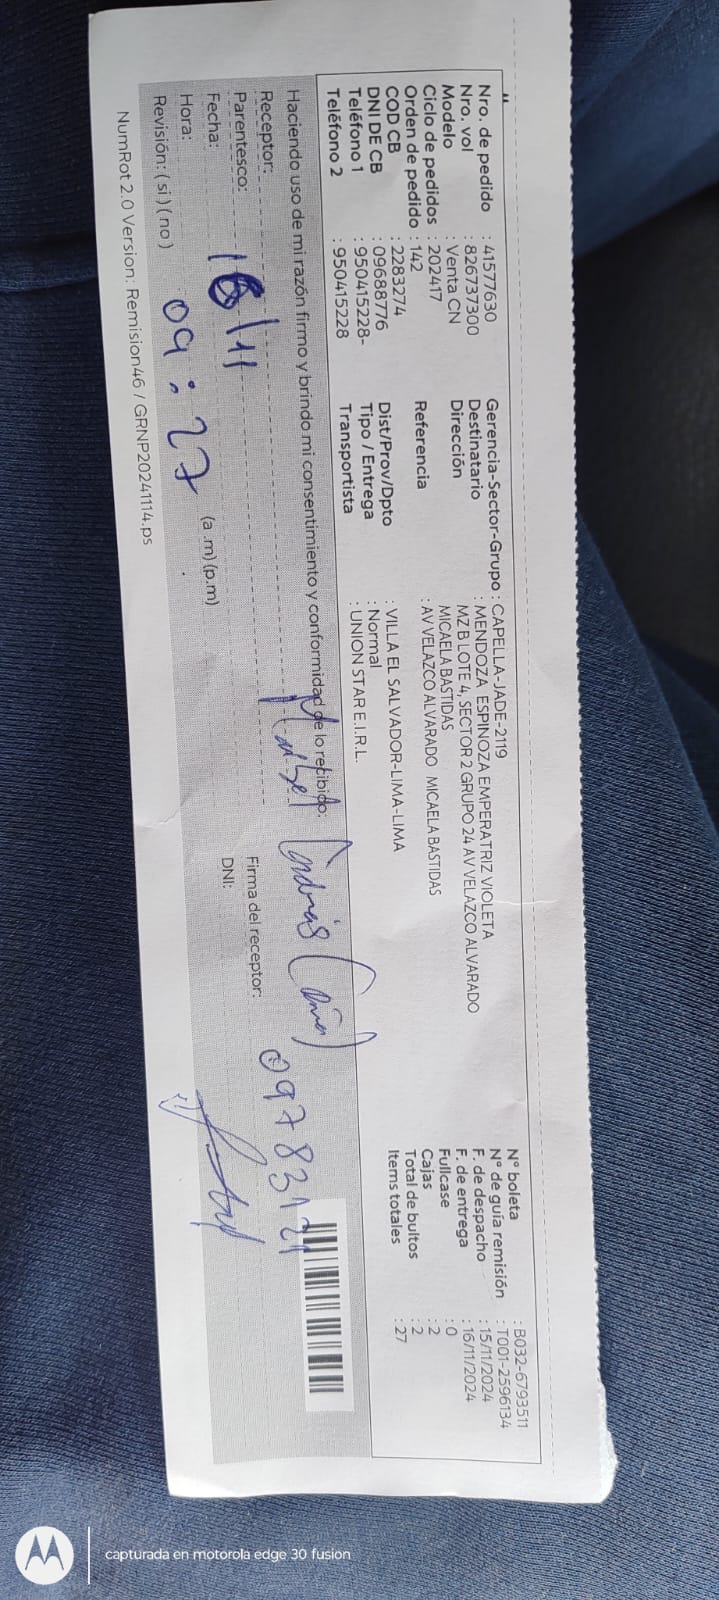 Nro. de pedido : 41577630
Nro. vol : 826737300
Modelo : Venta CN
Ciclo de pedidos : 202417
Orden de pedido : 142
COD CB : 2283274
DNI DE CB : 09688776
Teléfono 1 : 950415228-
Teléfono 2 : 950415228
Gerencia-Sector-Grupo : CAPELLA-JADE-2119
Destinatario : MENDOZA ESPINOZA EMPERATRIZ VIOLETA
Dirección : MZ B LOTE 4, SECTOR 2 GRUPO 24 AV VELAZCO ALVARADO
MICAELA BASTIDAS
Referencia : AV VELAZCO ALVARADO MICAELA BASTIDAS
Dist/Prov/Dpto : VILLA EL SALVADOR-LIMA-LIMA
Tipo / Entrega : Normal
Transportista : UNION STAR E.I.R.L.
N° boleta : B032-6793511
N° de guía remisión : T001-2596134
F. de despacho : 15/11/2024
F. de entrega : 16/11/2024
Fullcase : 0
Cajas : 2
Total de bultos : 2
Items totales : 27
Haciendo uso de mi razón firmo y brindo mi consentimiento y conformidad de lo recibido:
Receptor:
Parentesco:
Fecha: 16/11
Hora: 09:27 (a .m) (p.m)
Revisión: ( si ) ( no )
Firma del receptor:
DNI:
NumRot 2.0 Version: Remision46 / GRNP20241114.ps
capturada en motorola edge 30 fusion